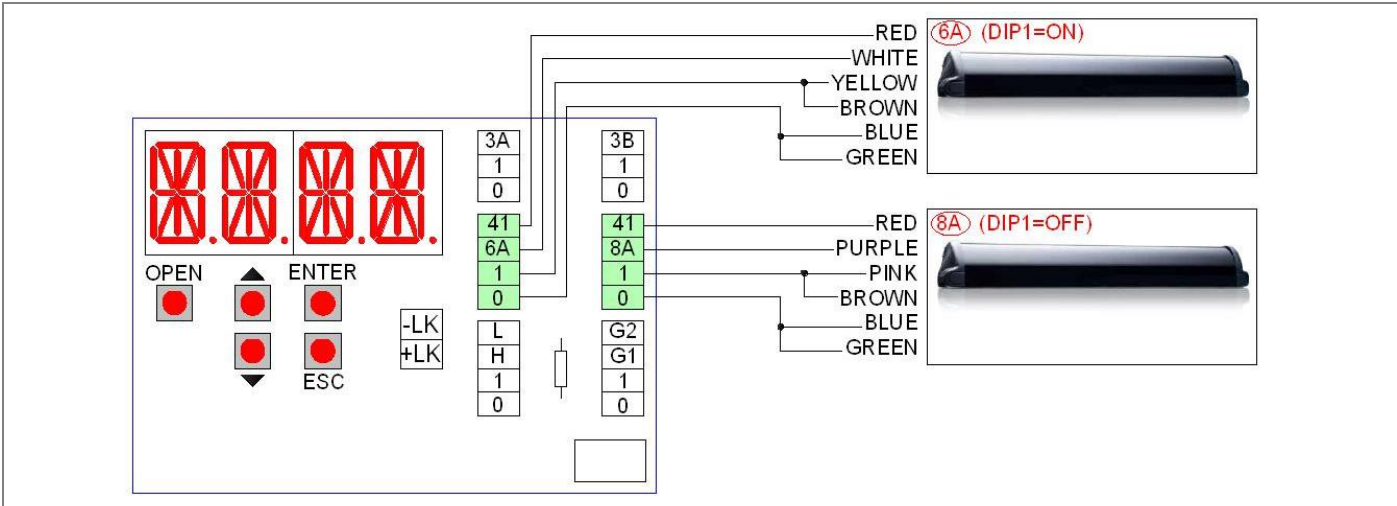 RED
WHITE
YELLOW
BROWN
BLUE
GREEN
6A (DIP1=ON)
RED
PURPLE
PINK
BROWN
BLUE
GREEN
8A (DIP1=OFF)
OPEN
ENTER
ESC
-LK
+LK
3A
1
0
41
6A
1
0
L
H
1
0
3B
1
0
41
8A
1
0
G2
G1
1
0